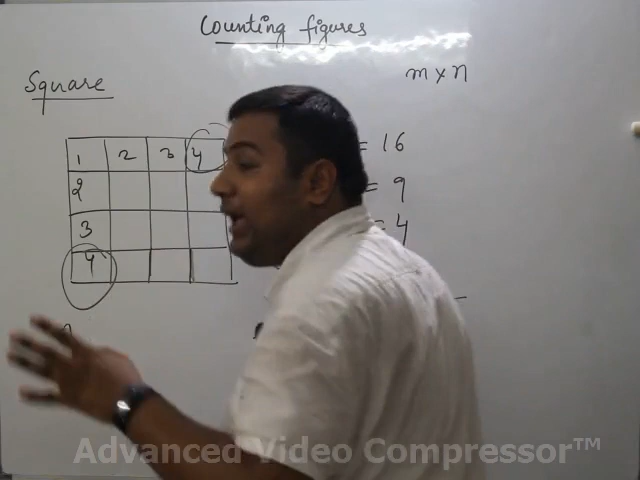 Counting figures
m x n
Square
1 2 3 4
= 16
2
= 9
3
= 4
4
Advanced Video Compressor™